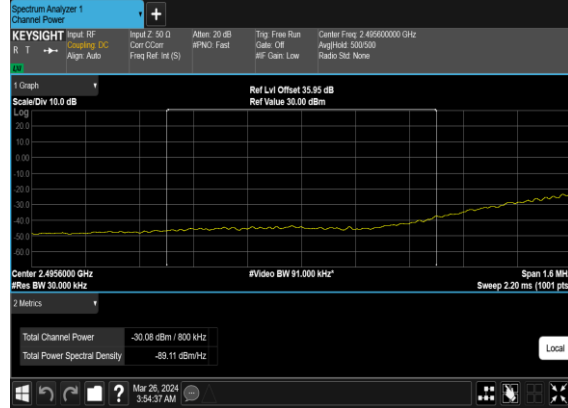 Spectrum Analyzer 1
Channel Power
+
KEYSIGHT
R T
Input: RF
Coupling: DC
Align: Auto
Input Z: 50 Ω
Corr CCorr
Freq Ref: Int (S)
Atten: 20 dB
#PNO: Fast
Trig: Free Run
Gate: Off
#IF Gain: Low
Center Freq: 2.495600000 GHz
Avg|Hold: 500/500
Radio Std: None
1 Graph
Scale/Div 10.0 dB
Ref Lvl Offset 35.95 dB
Ref Value 30.00 dBm
Log
20.0
10.0
0.00
-10.0
-20.0
-30.0
-40.0
-50.0
-60.0
Center 2.4956000 GHz
#Res BW 30.000 kHz
#Video BW 91.000 kHz*
Span 1.6 MH
Sweep 2.20 ms (1001 pts
2 Metrics
Total Channel Power -30.08 dBm / 800 kHz
Total Power Spectral Density -89.11 dBm/Hz
Local
?
Mar 26, 2024
3:54:37 AM